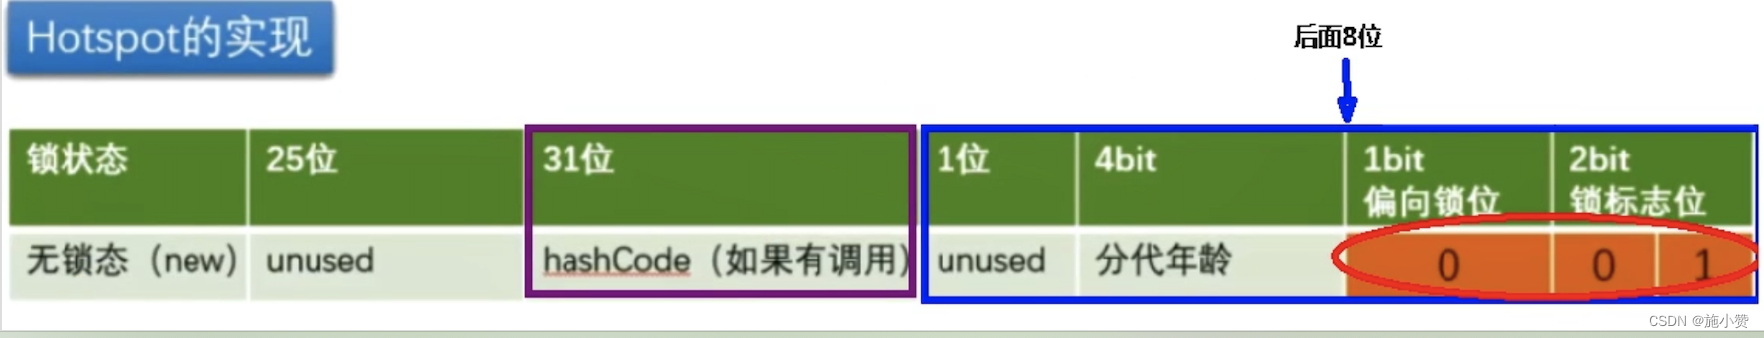 Hotspot的实现
后面8位
锁状态 25位 31位 1位 4bit 1bit 2bit
偏向锁位 锁标志位
无锁态（new） unused hashCode（如果有调用） unused 分代年龄 0 0 1
CSDN @施小赞